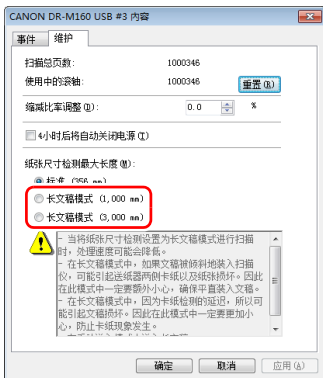 CANON DR-M160 USB #3 内容
事件
维护
扫描总页数:
1000346
使用中的滚轴:
1000346
重置(R)
缩减比率调整(D):
0.0
%
4小时后将自动关闭电源(T)
纸张尺寸检测最大长度(M):
标准 (356 mm)
长文稿模式 (1,000 mm)
长文稿模式 (3,000 mm)
- 当将纸张尺寸检测设置为长文稿模式进行扫描
时，处理度可能会降低。
- 在长文稿模式中，如果文稿被倾斜地装入扫描
仪，可能引起送纸器两侧卡纸以及纸张损坏。因此
在此模式中一定要额外小心，确保平直装入文稿。
- 在长文稿模式中，因为卡纸检测的延迟，所以可
能引起文稿损坏。因此在此模式中一定要更加小
心，防止卡纸现象发生。
确定
取消
应用(A)